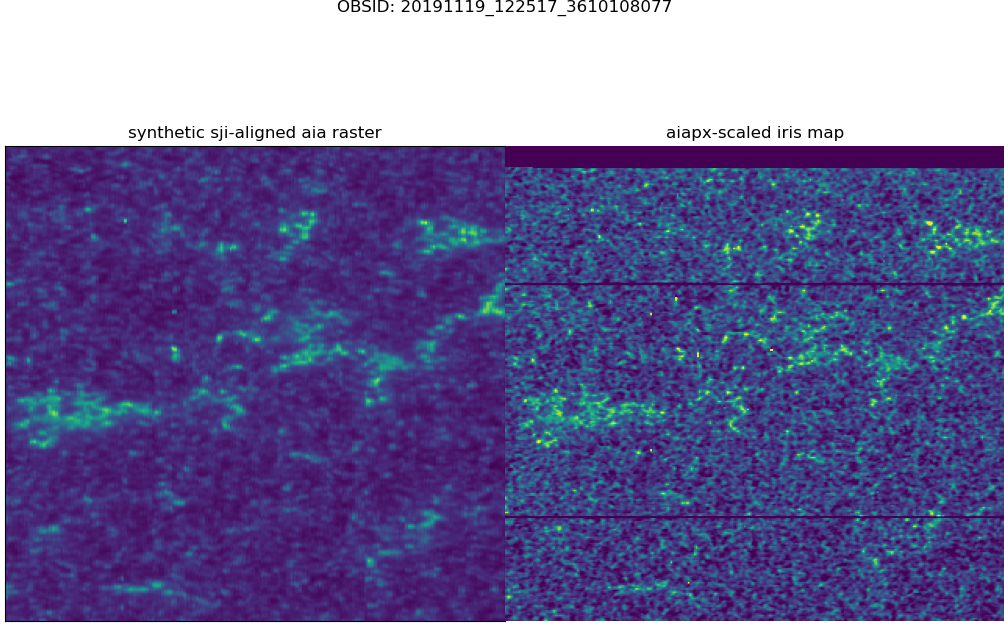 OBSID: 20191119_122517_3610108077
synthetic sji-aligned aia raster
aiapx-scaled iris map